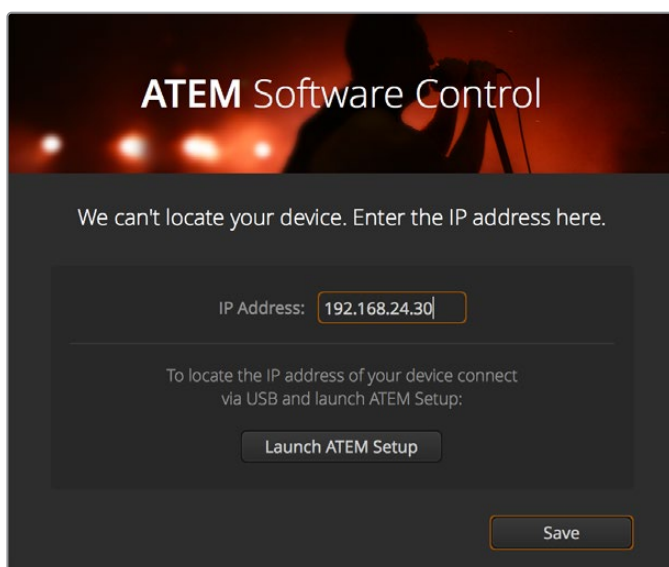 ATEM Software Control
We can't locate your device. Enter the IP address here.
IP Address: 192.168.24.30
To locate the IP address of your device connect
via USB and launch ATEM Setup:
Launch ATEM Setup
Save